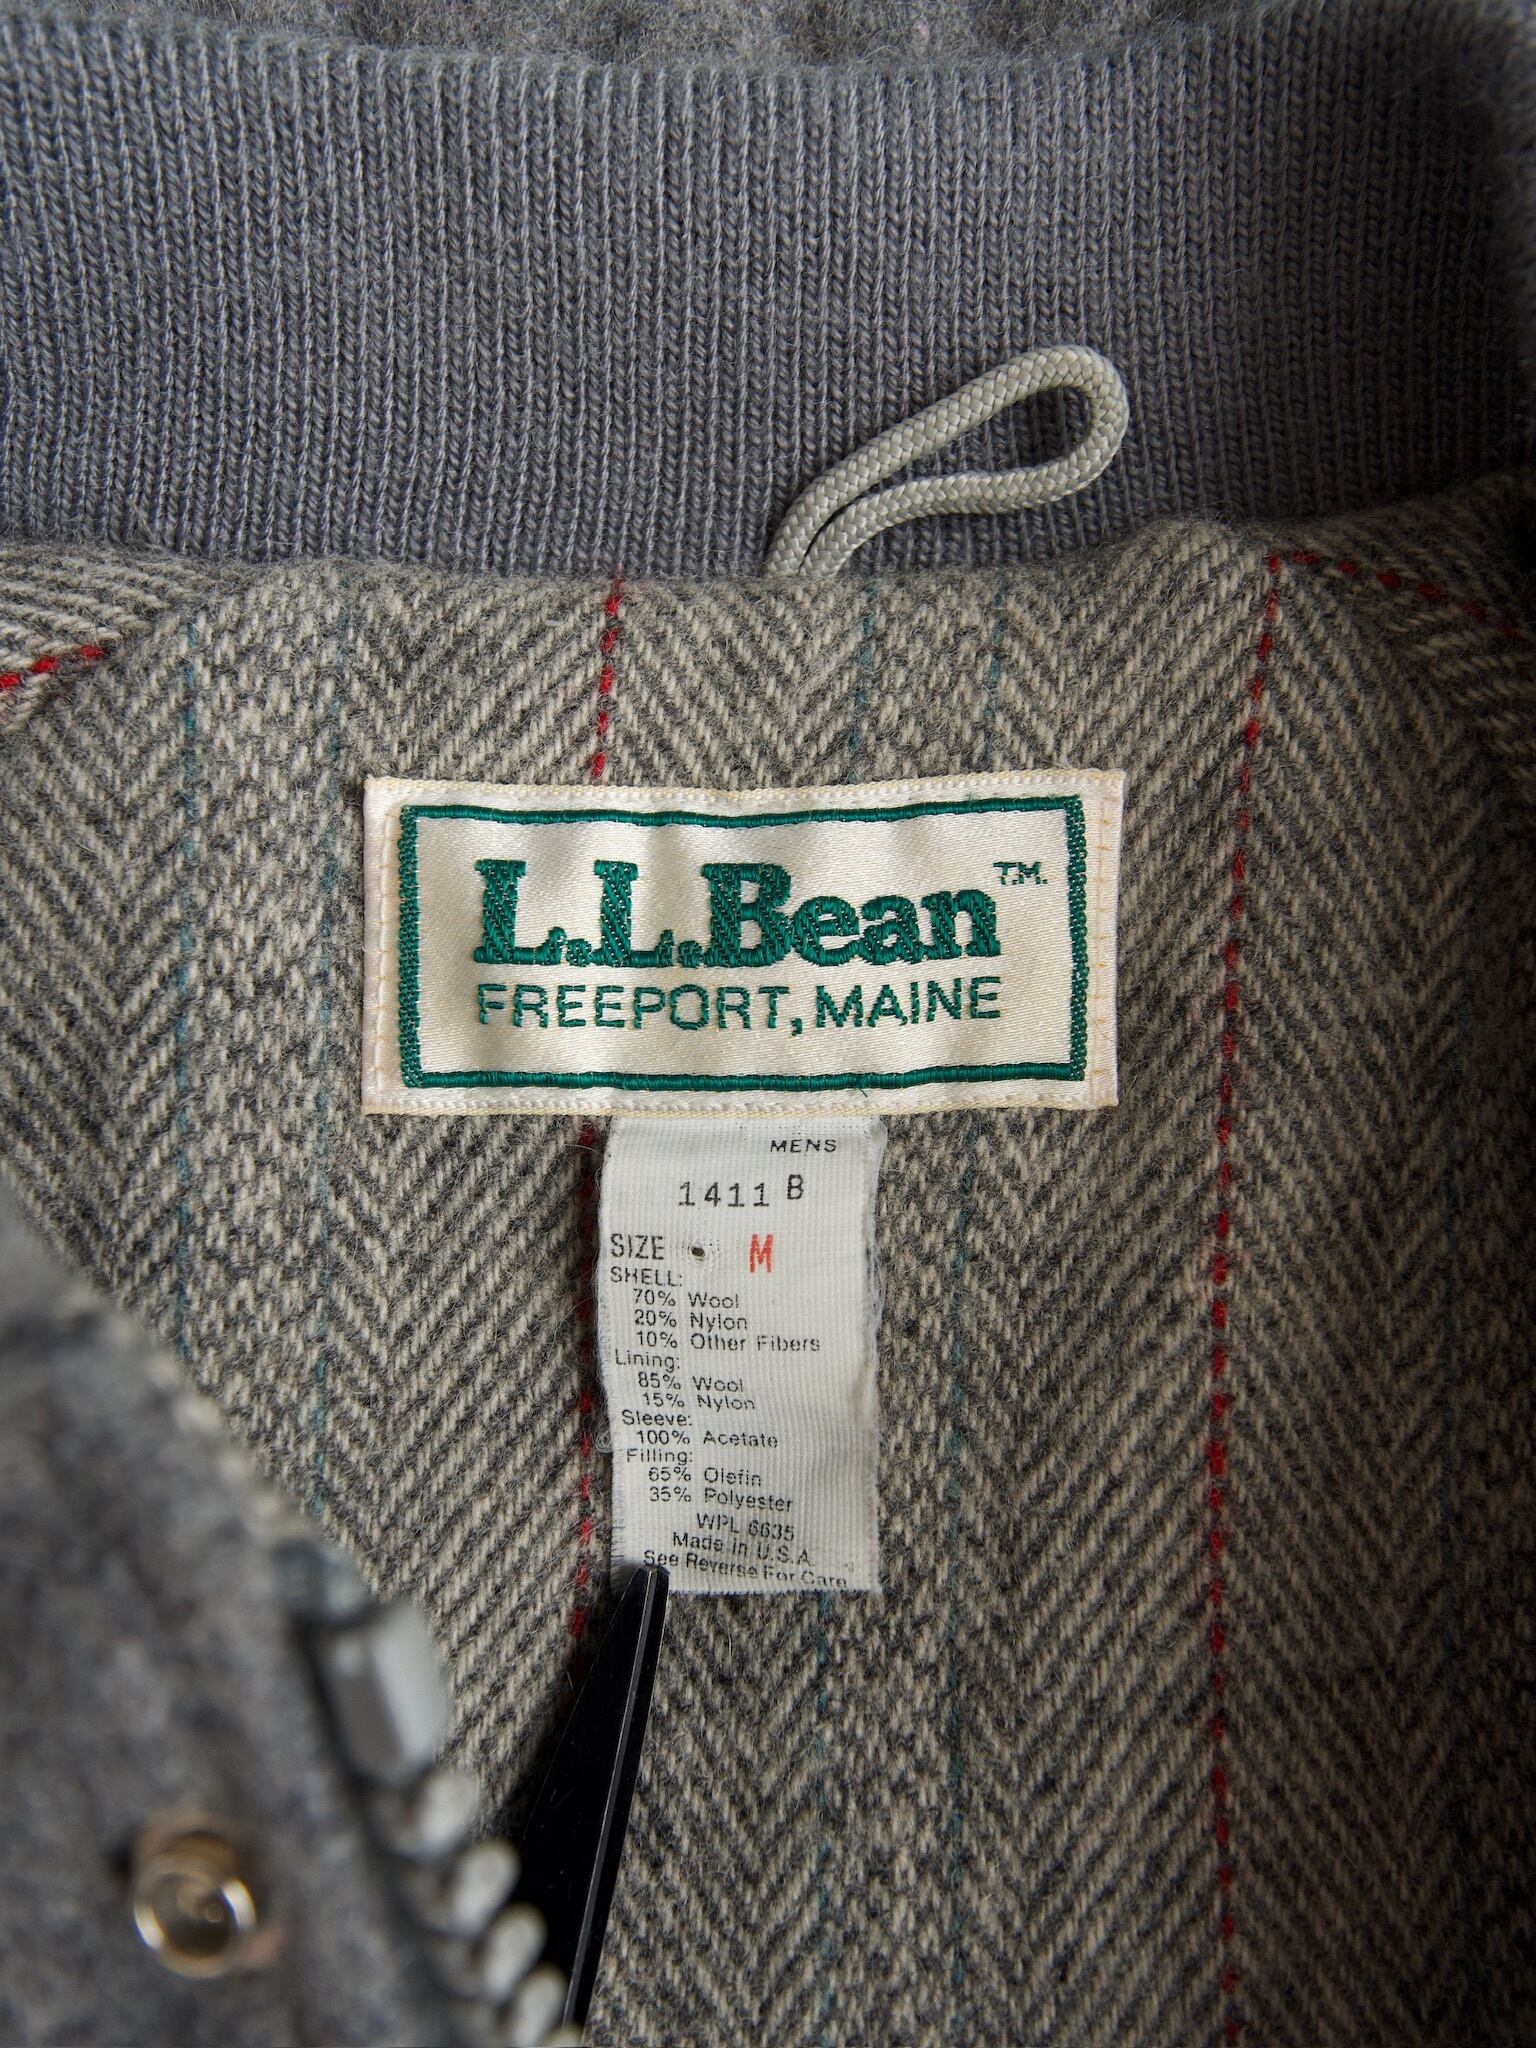 L.L.Bean T.M.
FREEPORT, MAINE
MENS
1411 B
SIZE M
SHELL:
70% Wool
20% Nylon
10% Other Fibers
Lining:
85% Wool
15% Nylon
Sleeve:
100% Acetate
Filling:
65% Olefin
35% Polyester
WPL 6635
Made in U.S.A.
See Reverse For Care